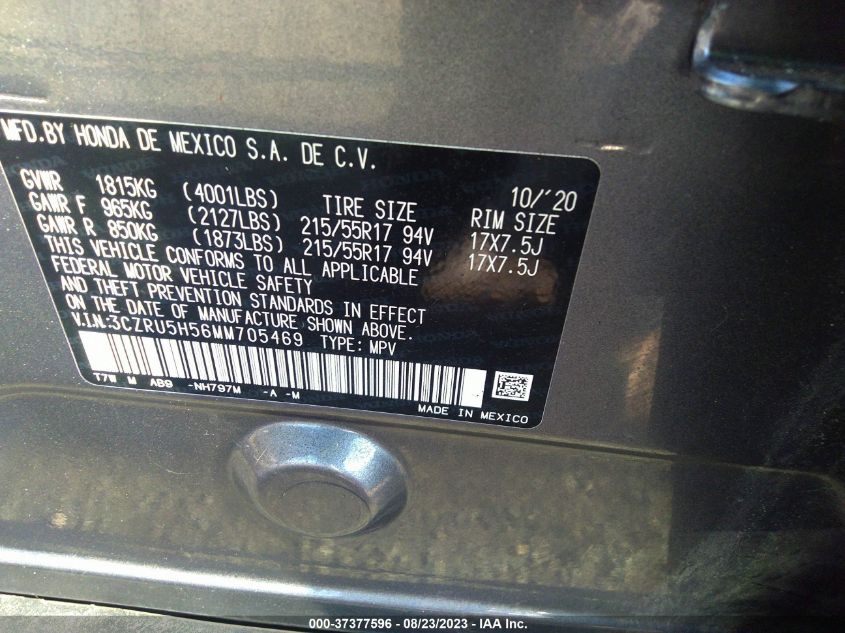 MFD.BY HONDA DE MEXICO S.A. DE C.V.
10/'20
GVWR 1815KG (4001LBS) TIRE SIZE RIM SIZE
GAWR F 965KG (2127LBS) 215/55R17 94V 17X7.5J
GAWR R 850KG (1873LBS) 215/55R17 94V 17X7.5J
THIS VEHICLE CONFORMS TO ALL APPLICABLE
FEDERAL MOTOR VEHICLE SAFETY
AND THEFT PREVENTION STANDARDS IN EFFECT
ON THE DATE OF MANUFACTURE SHOWN ABOVE.
V.I.N:3CZRU5H56MM705469 TYPE: MPV
T7W M AB9 -NH797M -A -M
MADE IN MEXICO
000-37377596 - 08/23/2023 - IAA Inc.